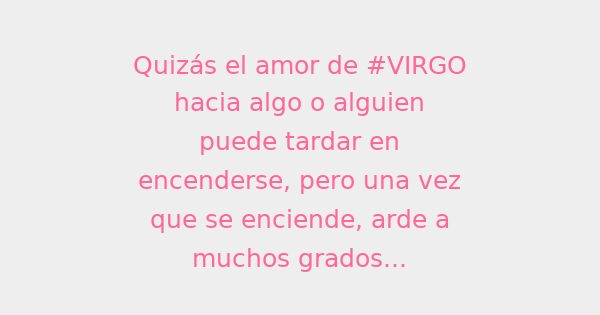 Quizás el amor de #VIRGO
hacia algo o alguien
puede tardar en
encenderse, pero una vez
que se enciende, arde a
muchos grados...